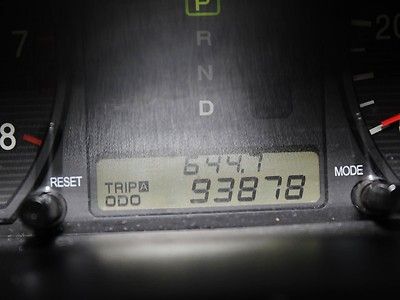 P
7
R
20
N
D
8
644.7
RESET
MODE
TRIP A
ODO 93878